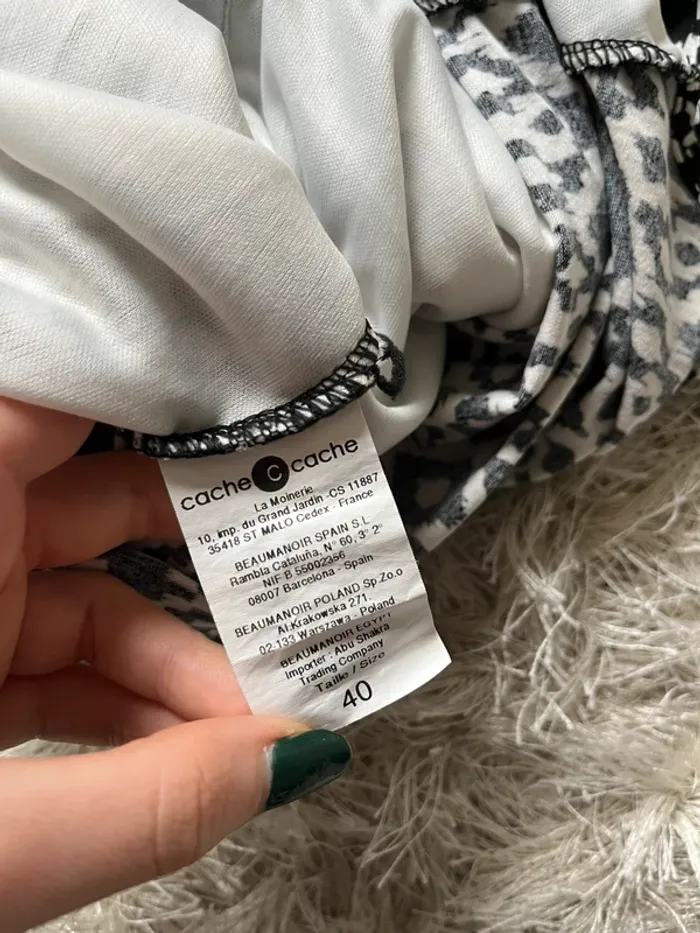 cache C cache
La Moinerie
10, imp. du Grand Jardin -CS 11887
35418 ST MALO Cedex - France
BEAUMANOIR SPAIN S.L
Rambla Cataluña, N° 60, 3° 2°
NIF B 55002356
08007 Barcelona - Spain
BEAUMANOIR POLAND Sp.Zo.o
Al.Krakowska 271.
02-133 Warszawa - Poland
BEAUMANOIR EGYPT
Importer : Abu Shakra
Trading Company
Taille / Size
40